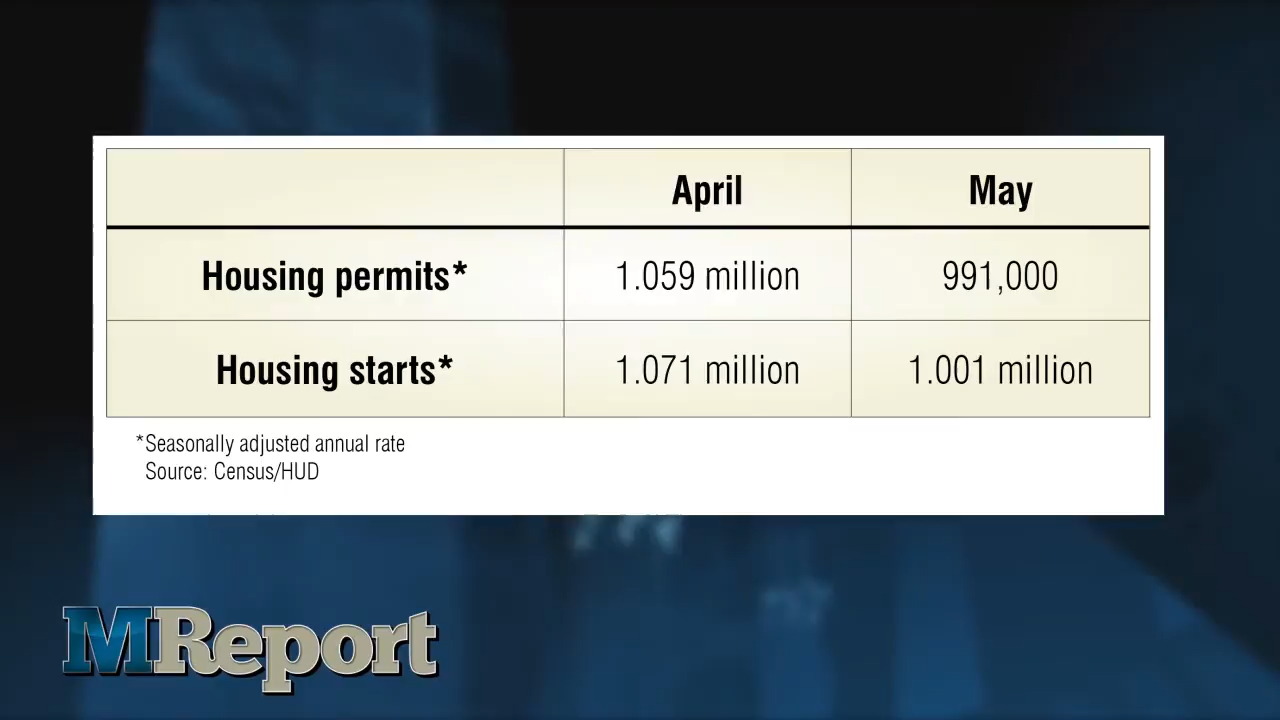 April May
Housing permits* 1.059 million 991,000
Housing starts* 1.071 million 1.001 million
*Seasonally adjusted annual rate
Source: Census/HUD
MReport